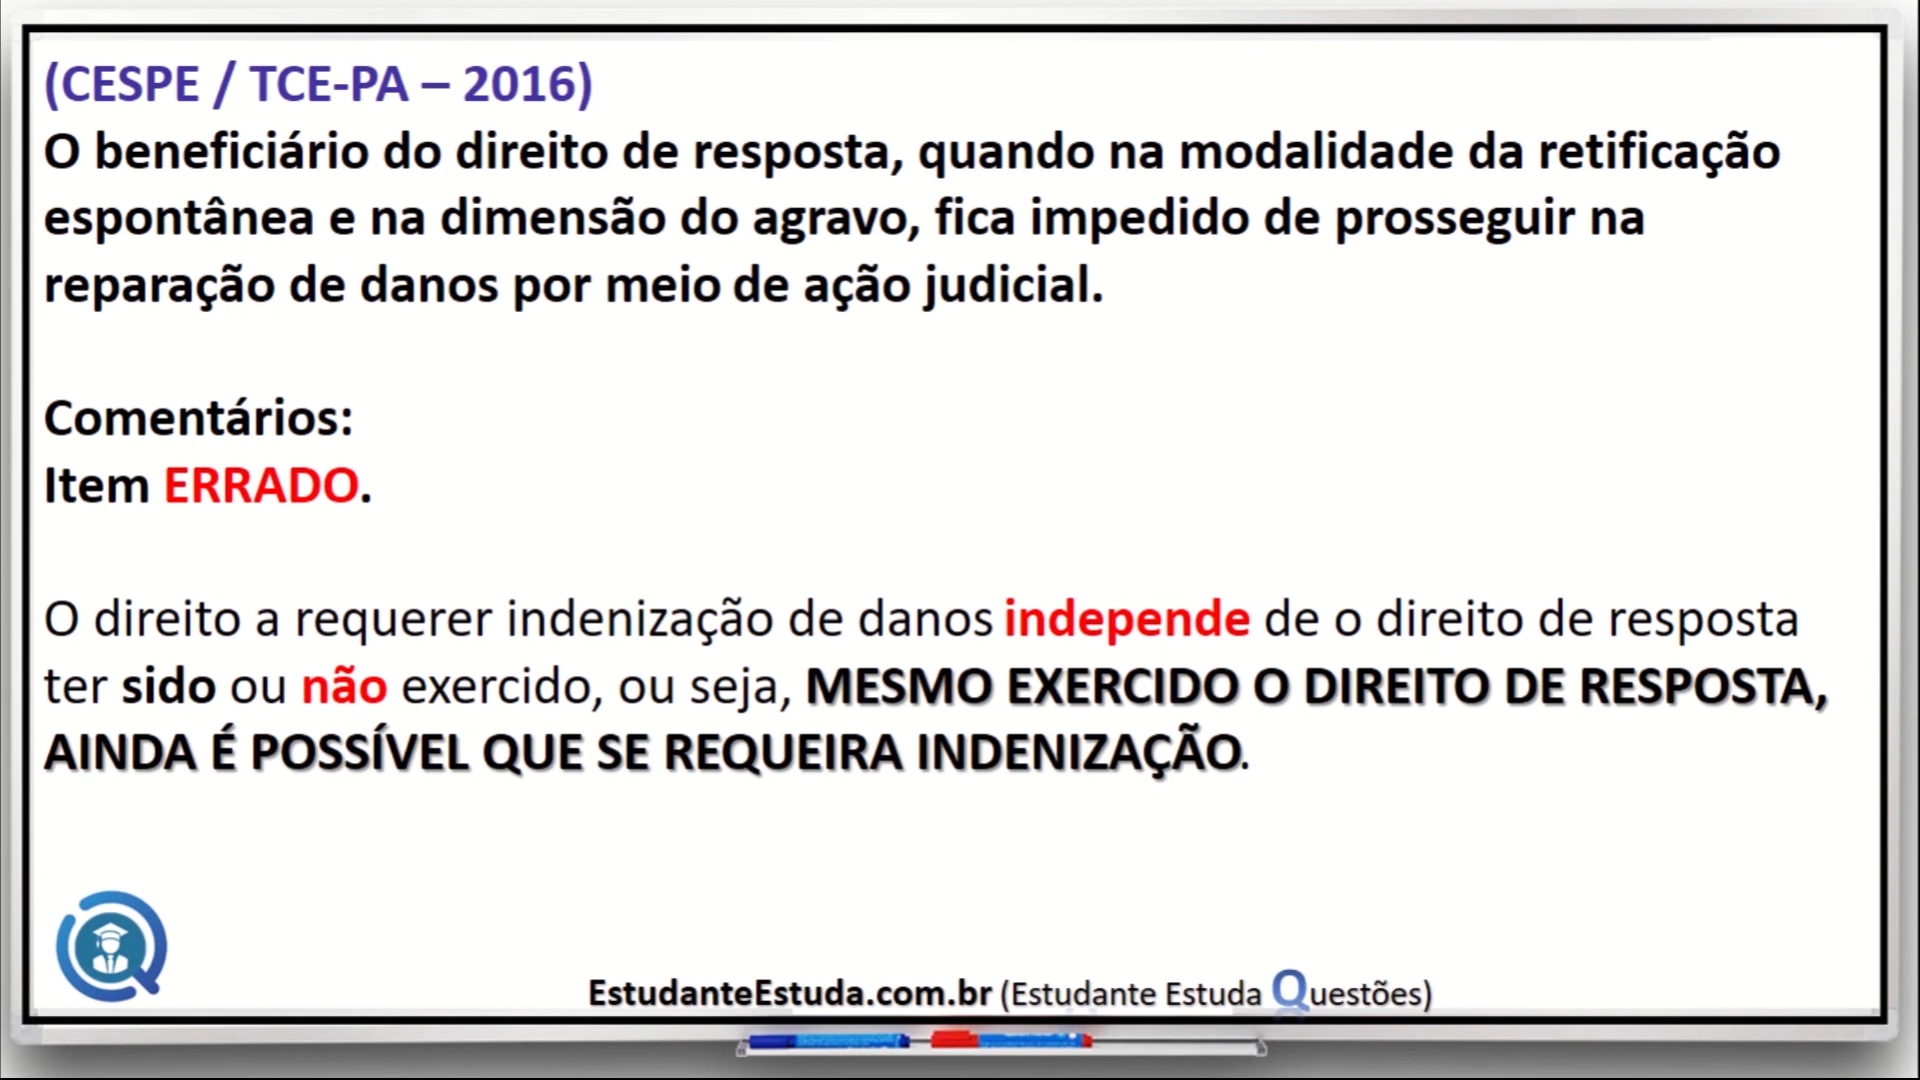 (CESPE / TCE-PA – 2016)
O beneficiário do direito de resposta, quando na modalidade da retificação
espontânea e na dimensão do agravo, fica impedido de prosseguir na
reparação de danos por meio de ação judicial.
Comentários:
Item ERRADO.
O direito a requerer indenização de danos independe de o direito de resposta
ter sido ou não exercido, ou seja, MESMO EXERCIDO O DIREITO DE RESPOSTA,
AINDA É POSSÍVEL QUE SE REQUEIRA INDENIZAÇÃO.
EstudanteEstuda.com.br (Estudante Estuda Questões)